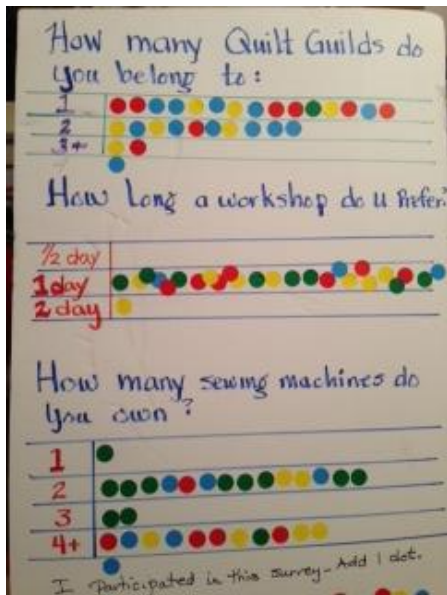 How many Quilt Guilds do
you belong to:
1
2
3+
How Long a workshop do u Prefer.
1/2 day
1 day
2 day
How many sewing machines do
you own?
1
2
3
4+
I Participated in this survey - Add 1 dot.